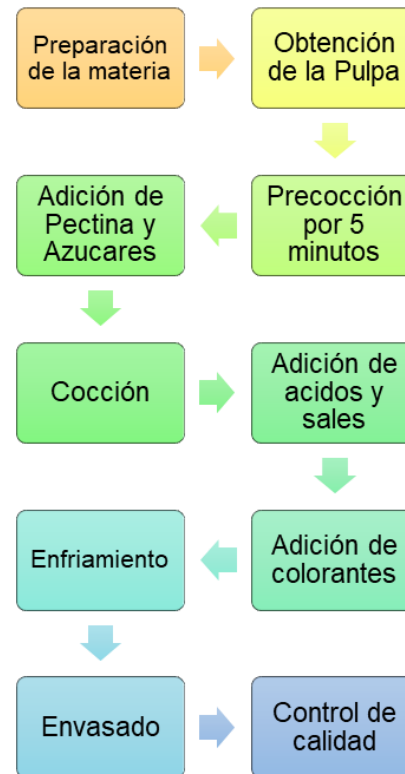 Preparación
de la materia
Obtención
de la Pulpa
Precocción
por 5
minutos
Adición de
Pectina y
Azucares
Cocción
Adición de
acidos y
sales
Adición de
colorantes
Enfriamiento
Envasado
Control de
calidad